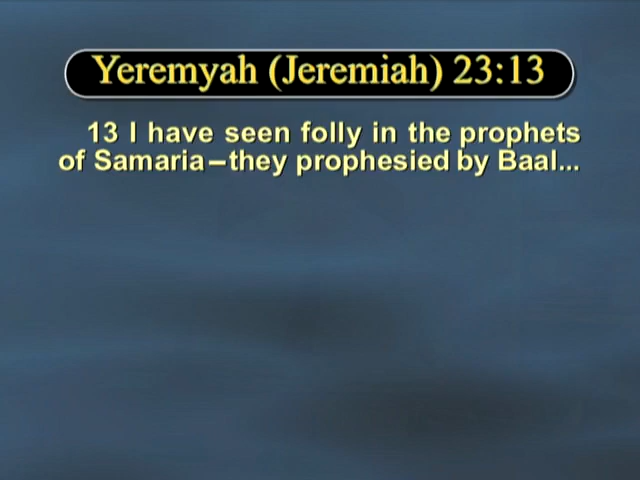 Yeremyah (Jeremiah) 23:13
13 I have seen folly in the prophets
of Samaria–they prophesied by Baal...